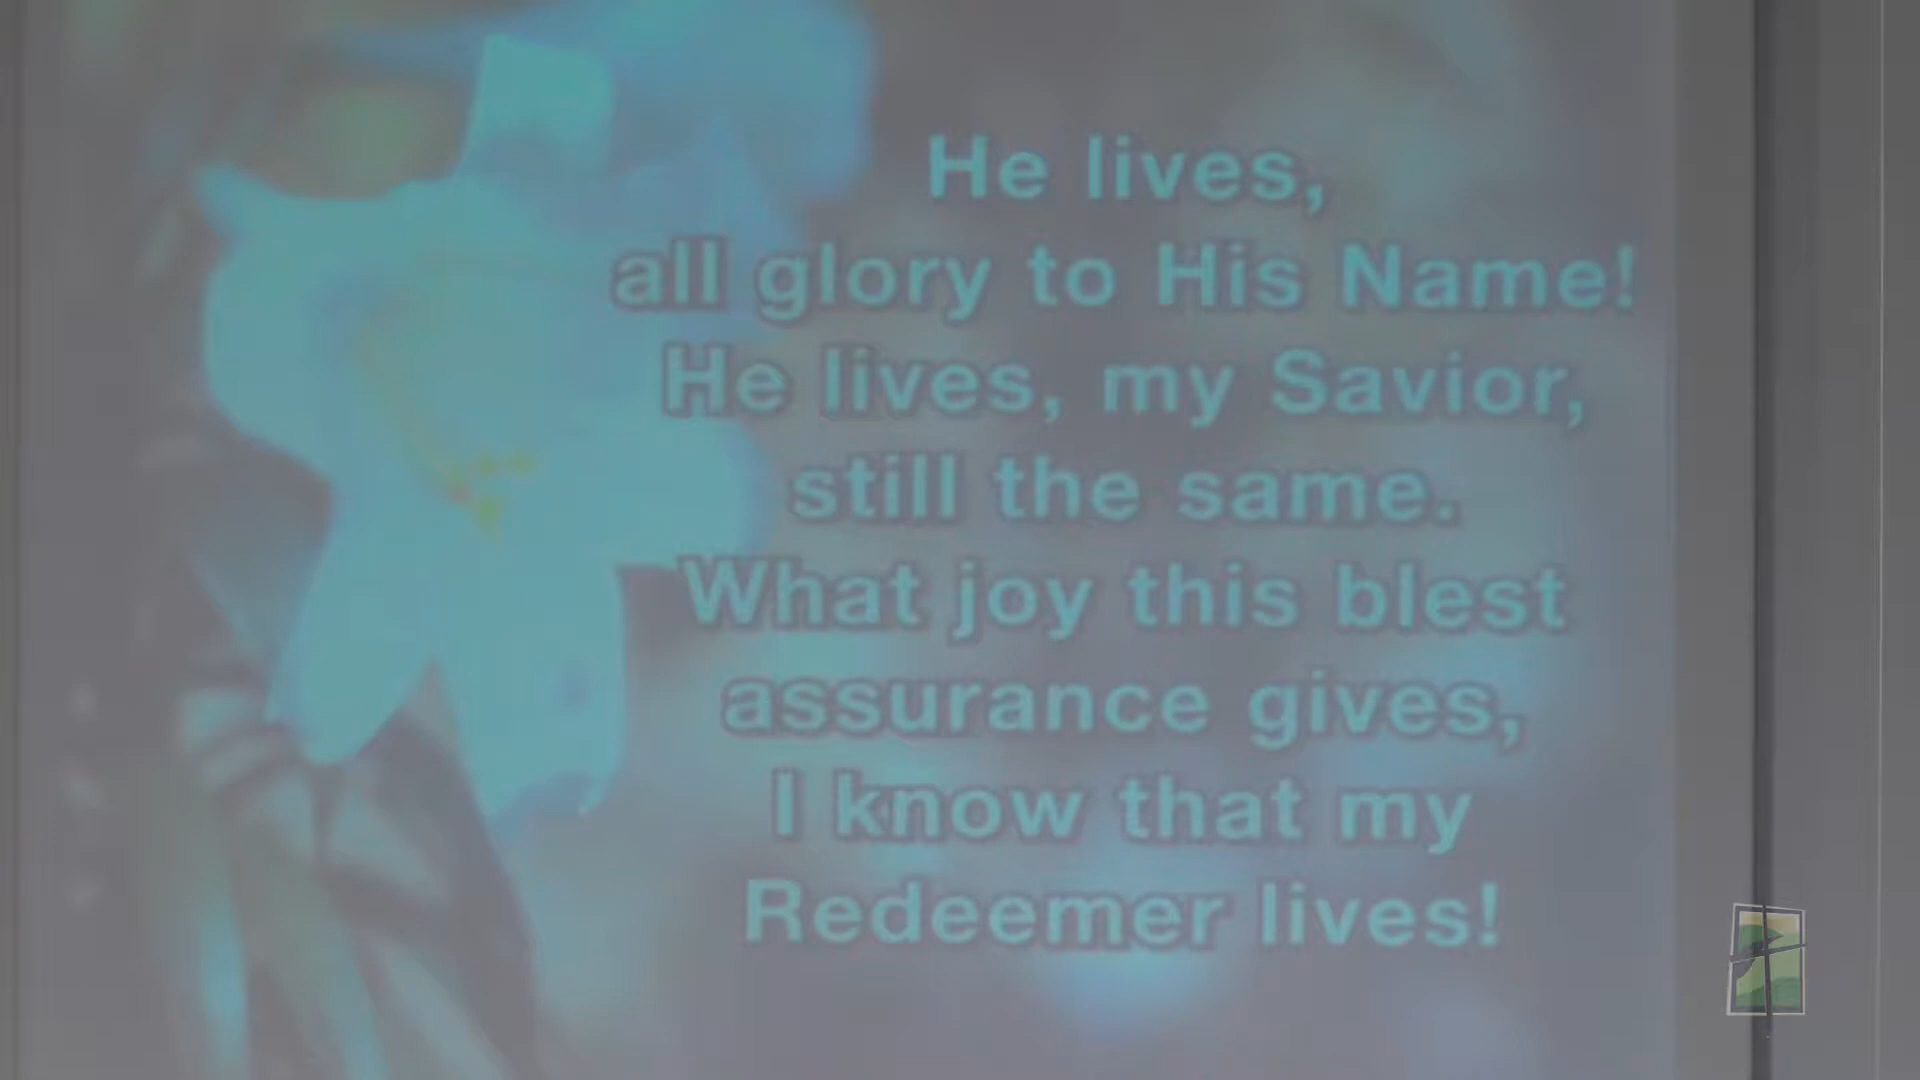 He lives,
all glory to His Name!
He lives, my Savior,
still the same.
What joy this blest
assurance gives,
I know that my
Redeemer lives!